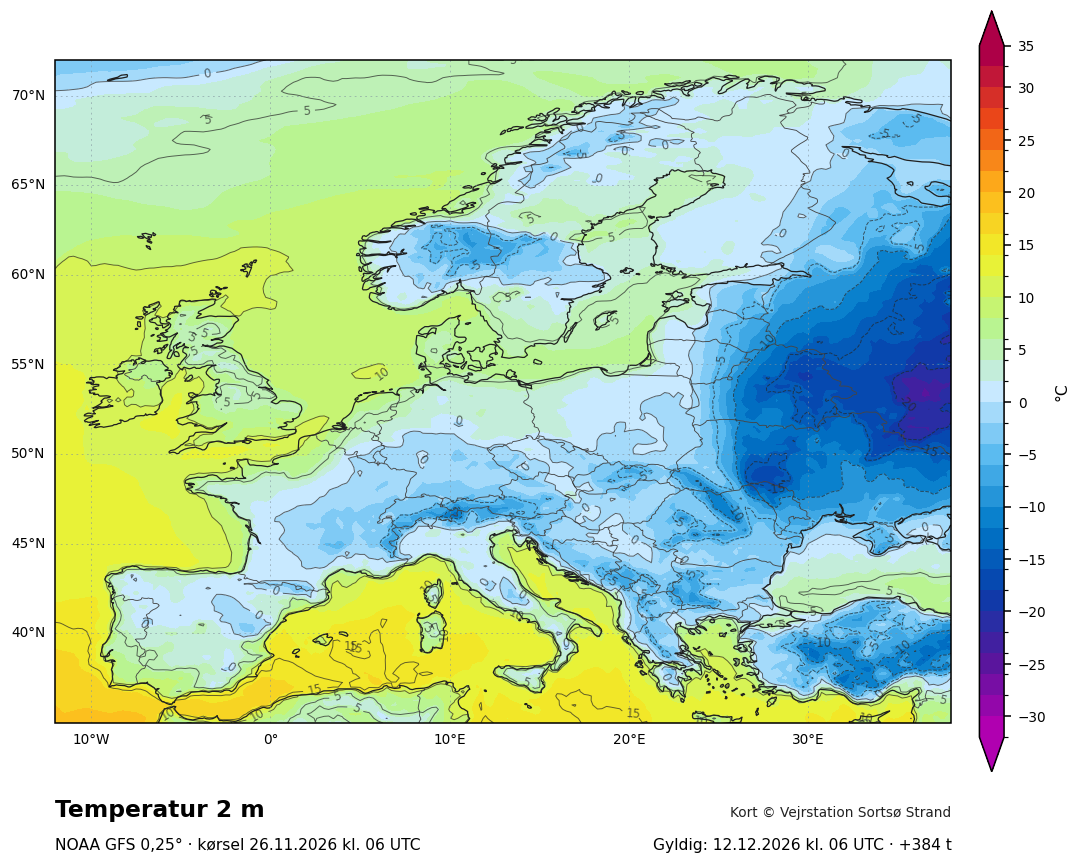 70°N
65°N
60°N
55°N
50°N
45°N
40°N
10°W 0° 10°E 20°E 30°E
35
30
25
20
15
10
5
0
−5
−10
−15
−20
−25
−30
°C
Temperatur 2 m
Kort © Vejrstation Sortsø Strand
NOAA GFS 0,25° · kørsel 26.11.2026 kl. 06 UTC
Gyldig: 12.12.2026 kl. 06 UTC · +384 t